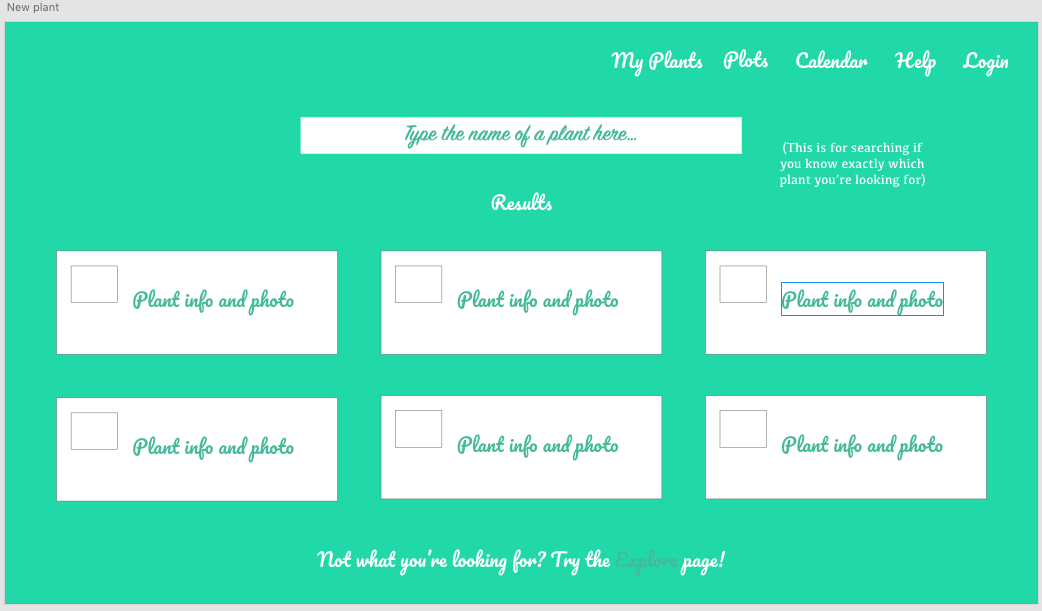 New plant
My Plants Plots Calendar Help Login
Type the name of a plant here...
(This is for searching if
you know exactly which
plant you're looking for)
Results
Plant info and photo Plant info and photo Plant info and photo
Plant info and photo Plant info and photo Plant info and photo
Not what you're looking for? Try the Explore page!